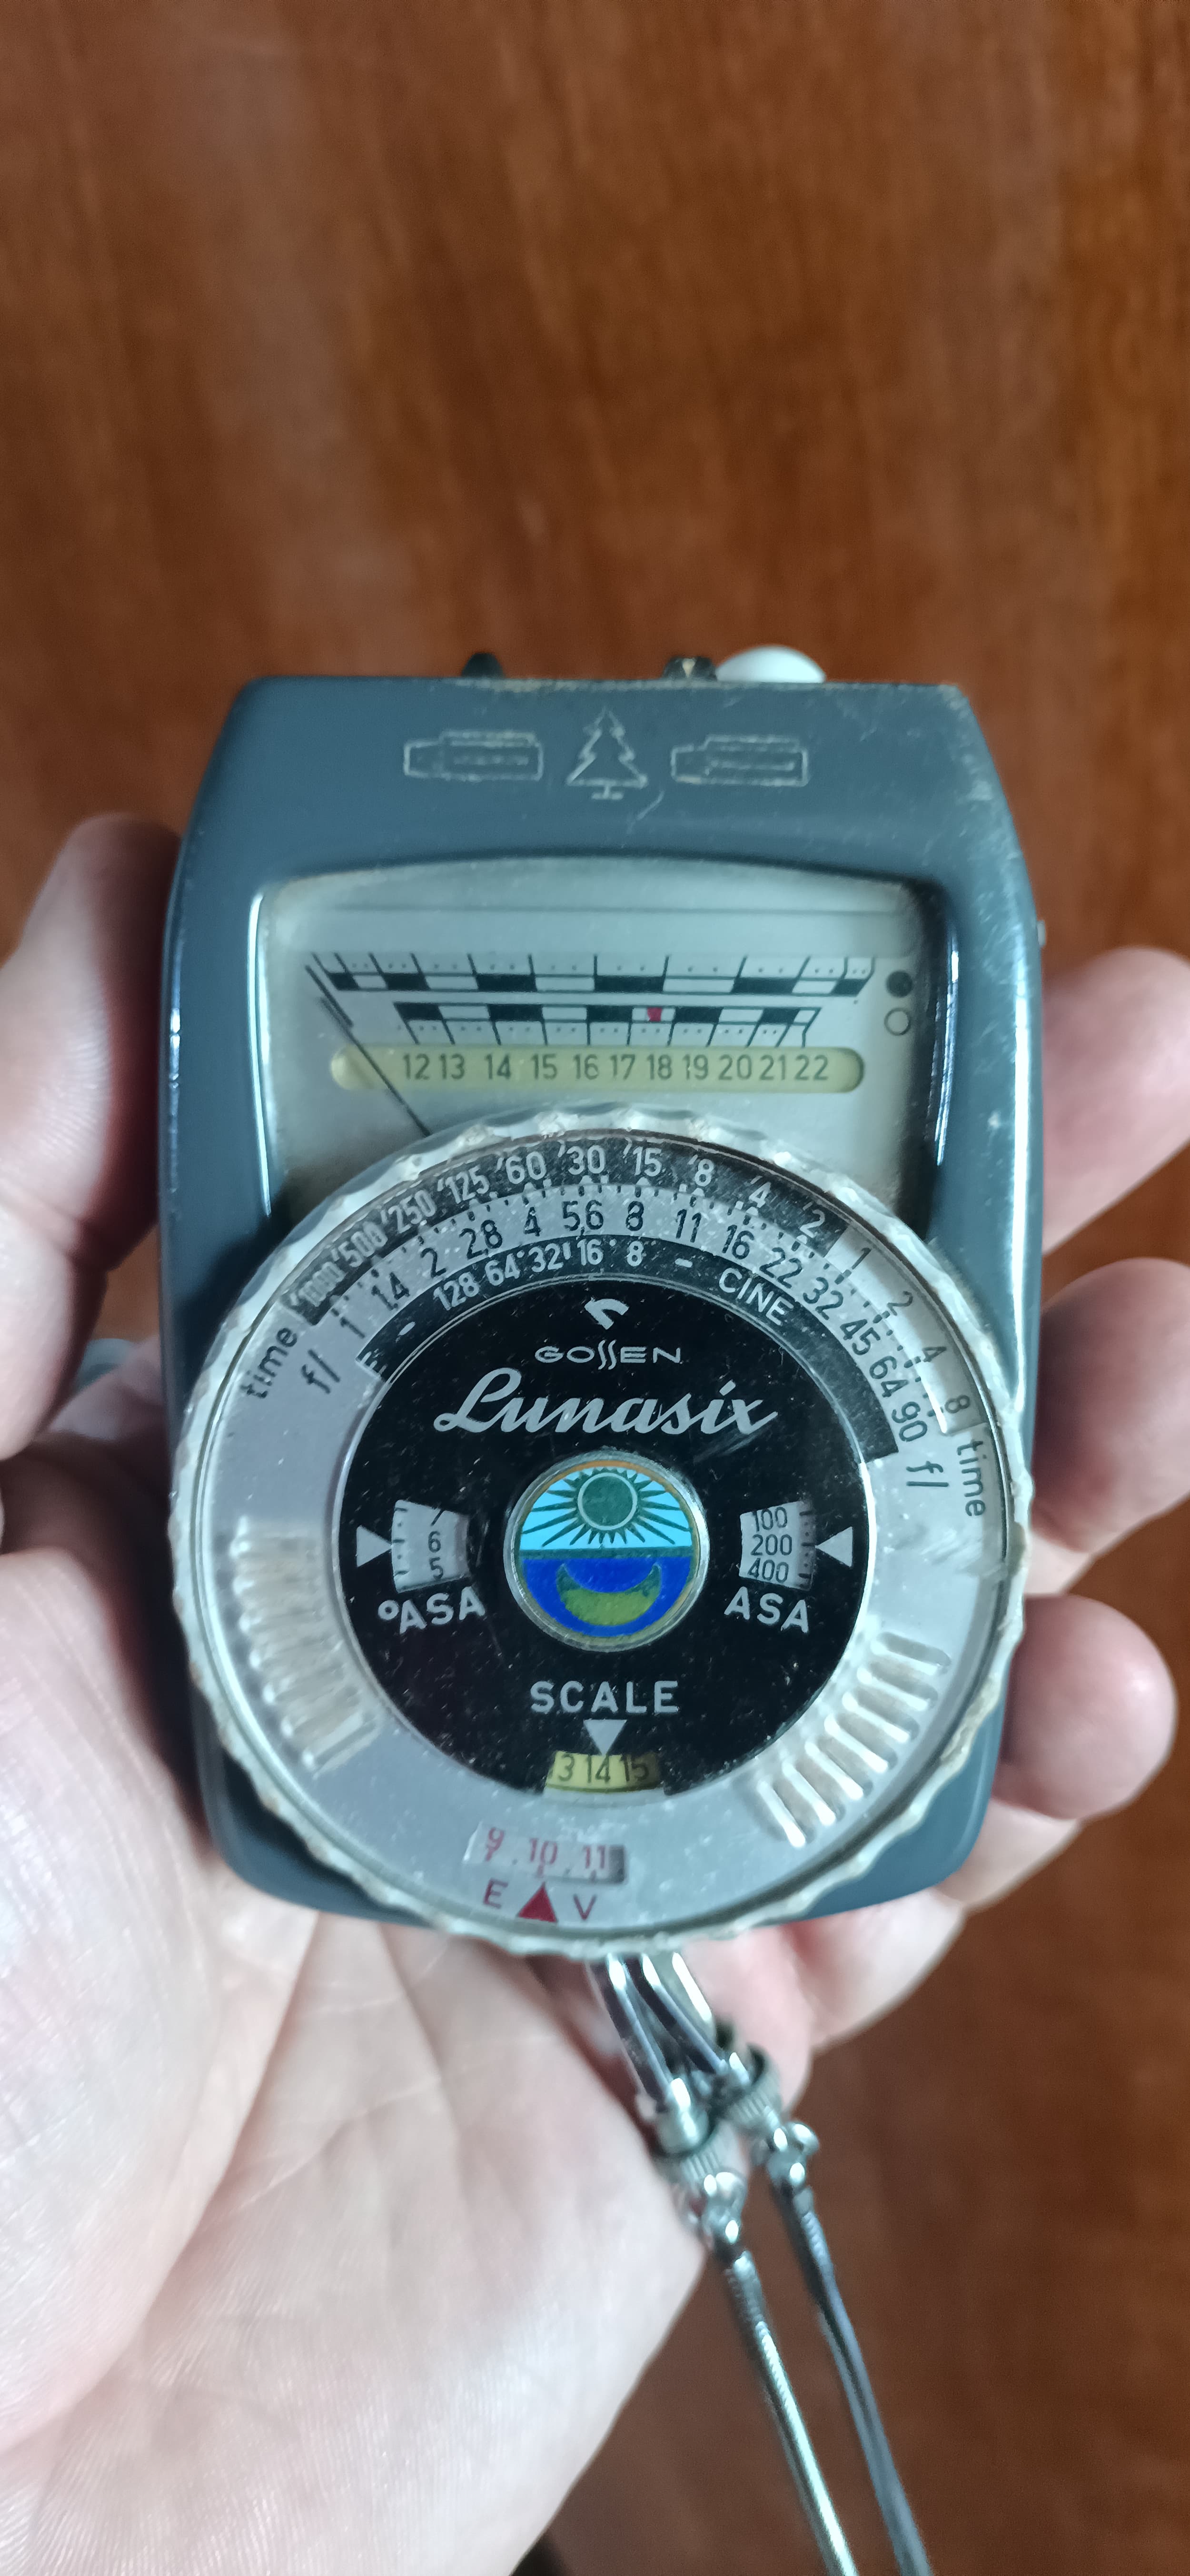 12 13 14 15 16 17 18 19 20 21 22
time '1000 '500 '250 '125 '60 '30 '15 '8 '4 '2 1 2 4 8 time
f/ 1 1.4 2 2.8 4 5,6 8 11 16 22 32 45 64 90 f/
- 128 64 32 16 8 - CINE
GOSSEN
Lunasix
7
6
5
°ASA
100
200
400
ASA
SCALE
3 14 15
9 10 11
E V